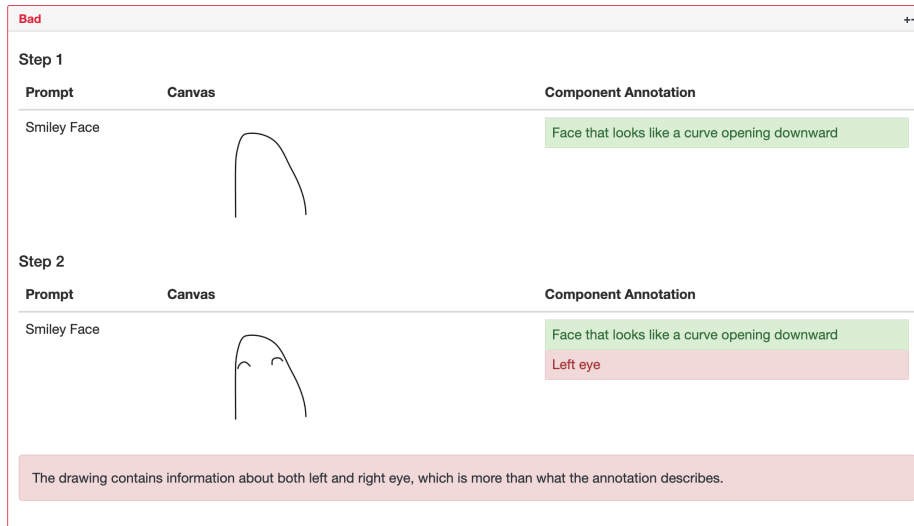 Bad
Step 1
Prompt Canvas Component Annotation
Smiley Face Face that looks like a curve opening downward
Step 2
Prompt Canvas Component Annotation
Smiley Face Face that looks like a curve opening downward
Left eye
The drawing contains information about both left and right eye, which is more than what the annotation describes.